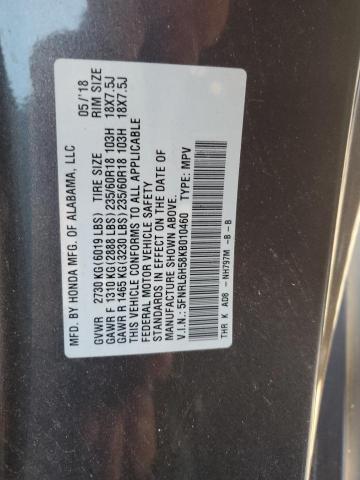 MFD. BY HONDA MFG. OF ALABAMA, LLC 05/'18
GVWR 2730 KG (6019 LBS) TIRE SIZE RIM SIZE
GAWR F 1310 KG (2888 LBS) 235/60R18 103H 18X7.5J
GAWR R 1465 KG (3230 LBS) 235/60R18 103H 18X7.5J
THIS VEHICLE CONFORMS TO ALL APPLICABLE
FEDERAL MOTOR VEHICLE SAFETY
STANDARDS IN EFFECT ON THE DATE OF
MANUFACTURE SHOWN ABOVE.
V.I.N.: 5FNRL6H58KB010460 TYPE: MPV
THR K A08 - NH797M -B -B